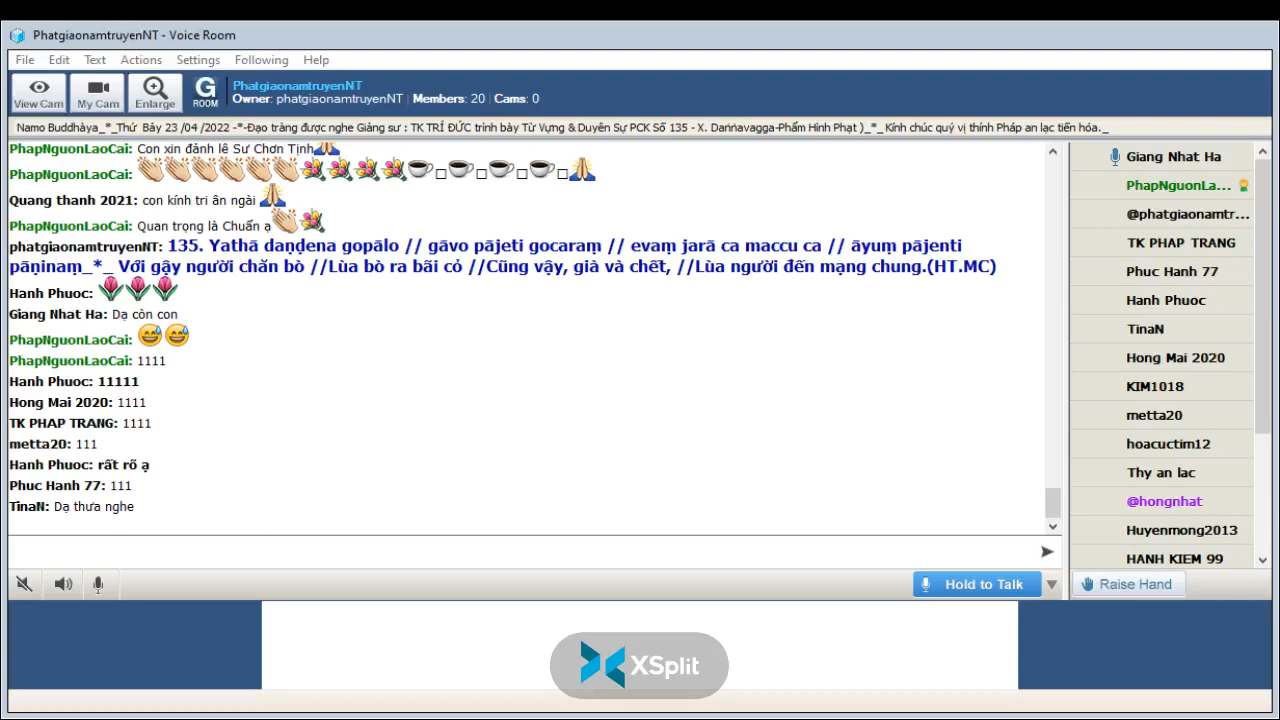 PhatgiaonamtruyenNT - Voice Room
File Edit Text Actions Settings Following Help
View Cam My Cam Enlarge G ROOM
PhatgiaonamtruyenNT
Owner: phatgiaonamtruyenNT | Members: 20 | Cams: 0
Namo Buddhàya_*_Thứ Bảy 23 /04 /2022 -*-Đạo tràng được nghe Giảng sư : TK TRÍ ĐỨC trình bày Từ Vựng & Duyên Sự PCK Số 135 - X. Daṇṇavagga-Phẩm Hình Phạt )_*_ Kính chúc quý vị thính Pháp an lạc tiến hóa._
PhapNguonLaoCai: Con xin đảnh lê Sư Chơn Tịnh
PhapNguonLaoCai:
Quang thanh 2021: con kính tri ân ngài
PhapNguonLaoCai: Quan trọng là Chuẩn ạ
phatgiaonamtruyenNT: 135. Yathā daṇḍena gopālo // gāvo pājeti gocaraṃ // evaṃ jarā ca maccu ca // āyuṃ pājenti
pāṇinaṃ_*_ Với gậy người chăn bò //Lùa bò ra bãi cỏ //Cũng vậy, già và chết, //Lùa người đến mạng chung.(HT.MC)
Hanh Phuoc:
Giang Nhat Ha: Dạ còn con
PhapNguonLaoCai:
PhapNguonLaoCai: 1111
Hanh Phuoc: 11111
Hong Mai 2020: 1111
TK PHAP TRANG: 1111
metta20: 111
Hanh Phuoc: rất rõ ạ
Phuc Hanh 77: 111
TinaN: Dạ thưa nghe
Giang Nhat Ha
PhapNguonLa...
@phatgiaonamtr...
TK PHAP TRANG
Phuc Hanh 77
Hanh Phuoc
TinaN
Hong Mai 2020
KIM1018
metta20
hoacuctim12
Thy an lac
@hongnhat
Huyenmong2013
HANH KIEM 99
Hold to Talk
Raise Hand
XSplit